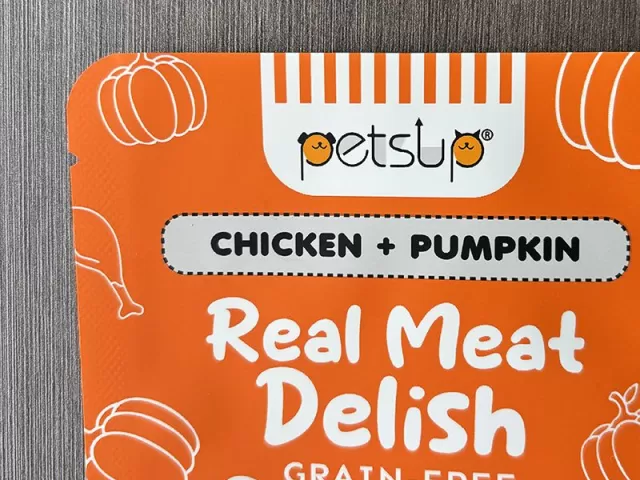 petsup®
CHICKEN + PUMPKIN
Real Meat
Delish
GRAIN-FREE